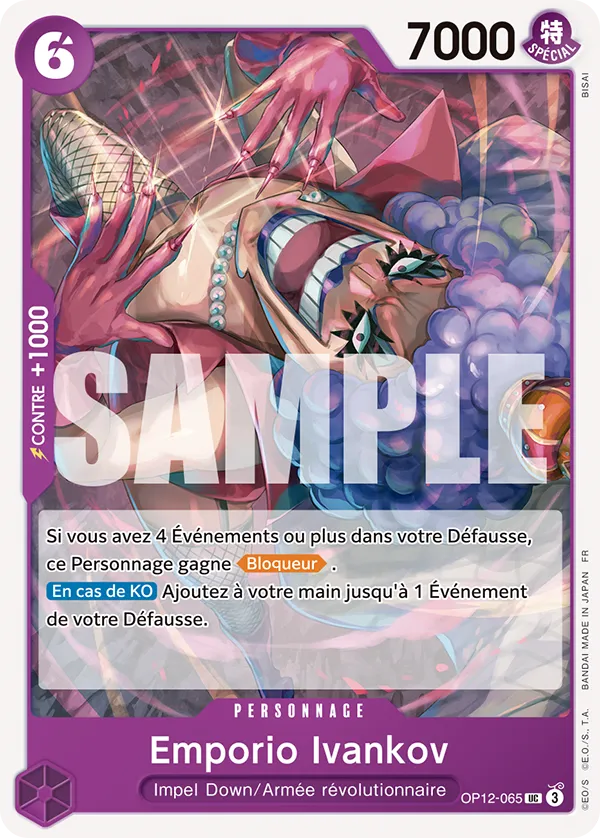 6
7000
特
SPÉCIAL
BISAI
CONTRE +1000
SAMPLE
Si vous avez 4 Événements ou plus dans votre Défausse,
ce Personnage gagne Bloqueur .
En cas de KO Ajoutez à votre main jusqu'à 1 Événement
de votre Défausse.
PERSONNAGE
Emporio Ivankov
Impel Down/Armée révolutionnaire
OP12-065 UC 3
©EO/S ©E.O./S., T.A. BANDAI MADE IN JAPAN FR